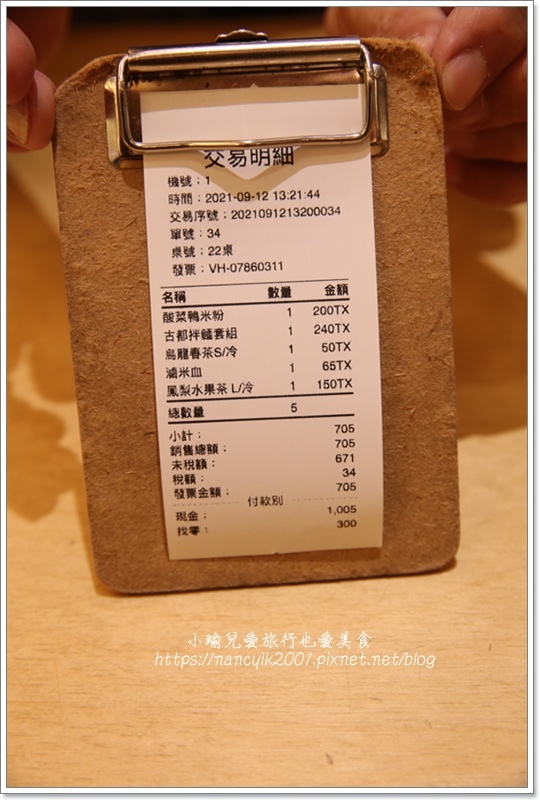 交易明細
機號：1
時間：2021-09-12 13:21:44
交易序號：2021091213200034
單號：34
桌號：22桌
發票：VH-07860311
名稱 數量 金額
酸菜鴨米粉 1 200TX
古都拌麵套組 1 240TX
烏龍春茶S/冷 1 50TX
滷米血 1 65TX
鳳梨水果茶 L/冷 1 150TX
總數量 5
小計： 705
銷售總額： 705
未稅額： 671
稅額： 34
發票金額： 705
付款別
現金： 1,005
找零： 300
小瑜兒愛旅行也愛美食
https://nancylk2001.pixnet.net/blog